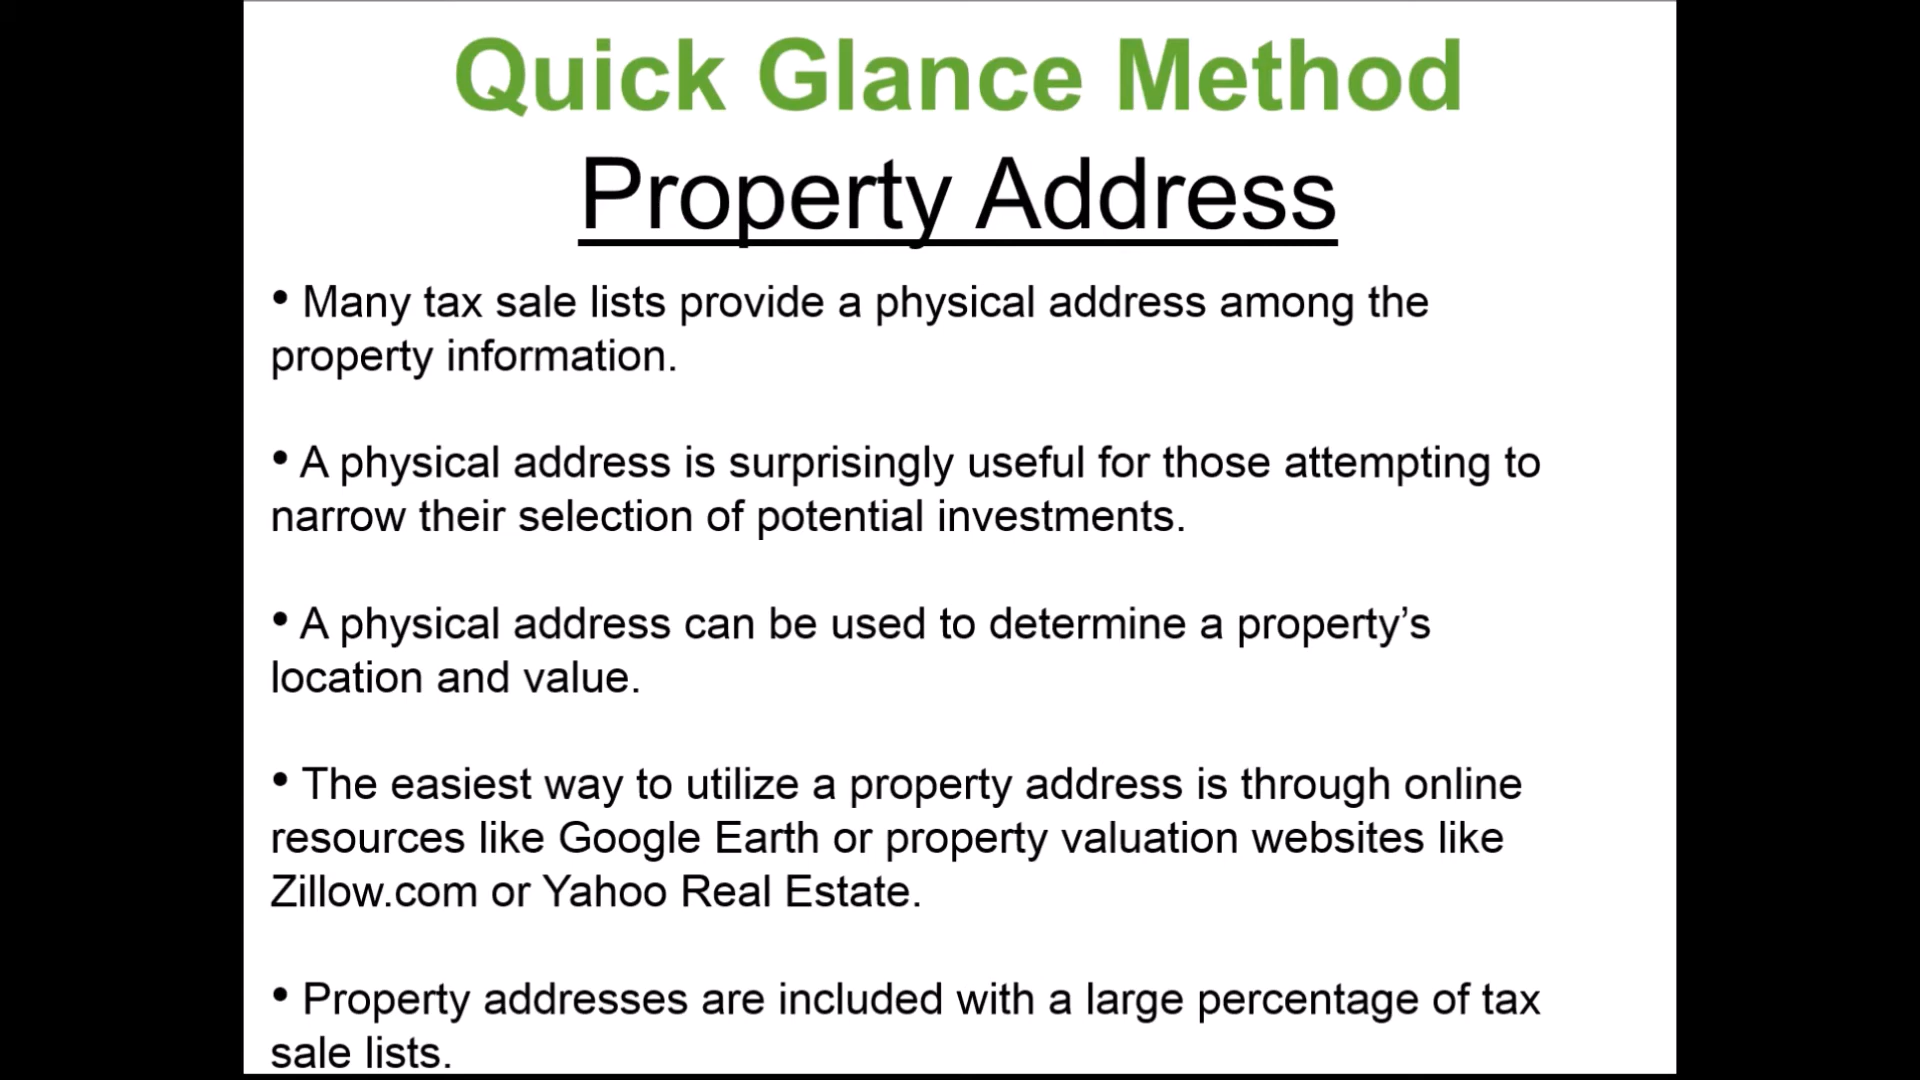 Quick Glance Method
Property Address
• Many tax sale lists provide a physical address among the
property information.
• A physical address is surprisingly useful for those attempting to
narrow their selection of potential investments.
• A physical address can be used to determine a property’s
location and value.
• The easiest way to utilize a property address is through online
resources like Google Earth or property valuation websites like
Zillow.com or Yahoo Real Estate.
• Property addresses are included with a large percentage of tax
sale lists.